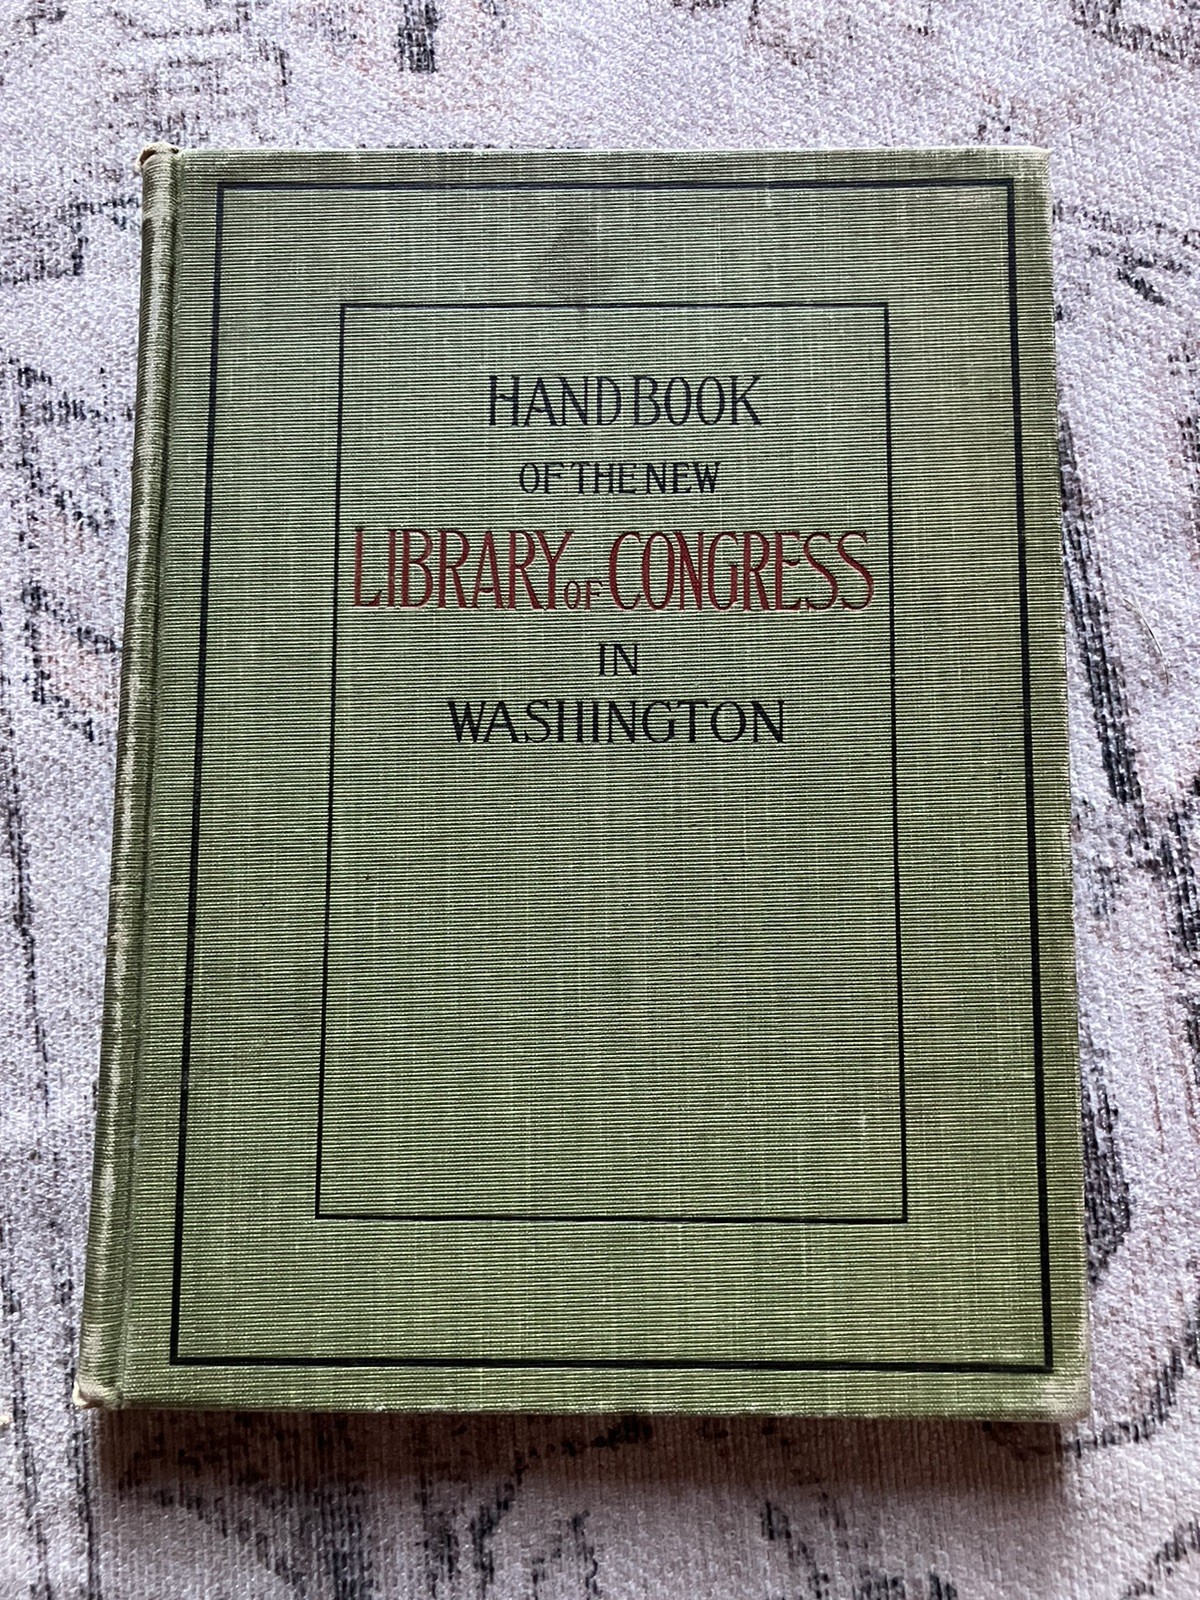 HANDBOOK
OF THE NEW
LIBRARY OF CONGRESS
IN
WASHINGTON